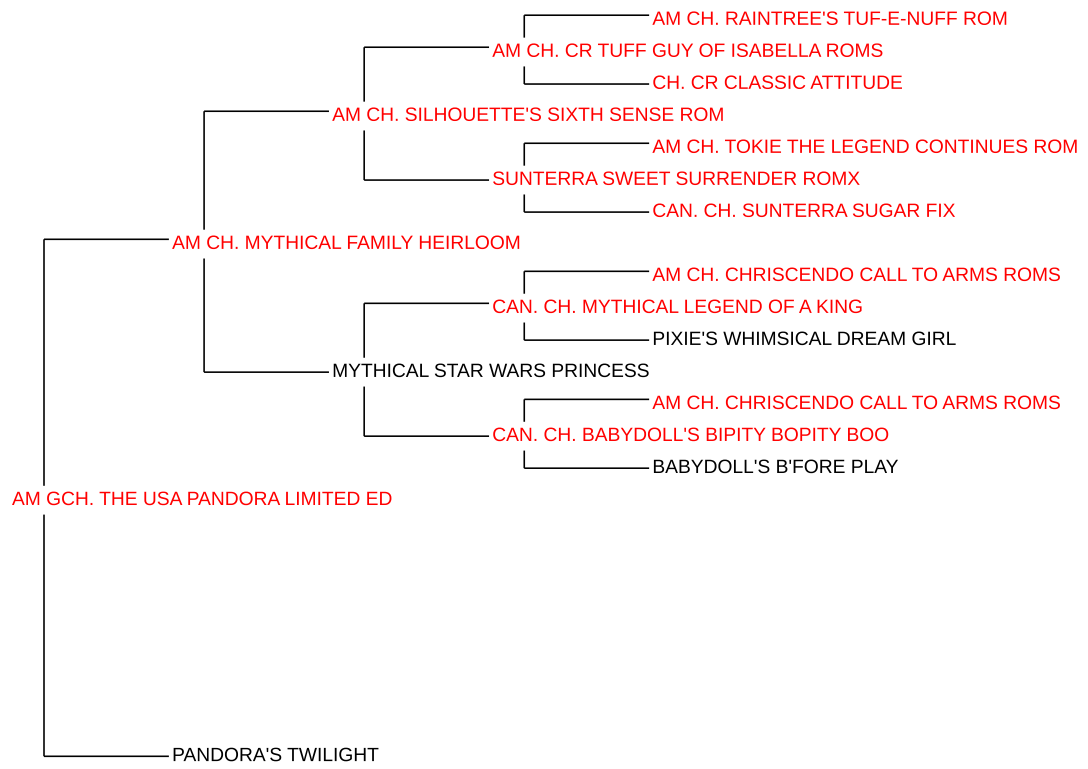 AM CH. RAINTREE'S TUF-E-NUFF ROM
AM CH. CR TUFF GUY OF ISABELLA ROMS
CH. CR CLASSIC ATTITUDE
AM CH. SILHOUETTE'S SIXTH SENSE ROM
AM CH. TOKIE THE LEGEND CONTINUES ROM
SUNTERRA SWEET SURRENDER ROMX
CAN. CH. SUNTERRA SUGAR FIX
AM CH. MYTHICAL FAMILY HEIRLOOM
AM CH. CHRISCENDO CALL TO ARMS ROMS
CAN. CH. MYTHICAL LEGEND OF A KING
PIXIE'S WHIMSICAL DREAM GIRL
MYTHICAL STAR WARS PRINCESS
AM CH. CHRISCENDO CALL TO ARMS ROMS
CAN. CH. BABYDOLL'S BIPITY BOPITY BOO
BABYDOLL'S B'FORE PLAY
AM GCH. THE USA PANDORA LIMITED ED
PANDORA'S TWILIGHT